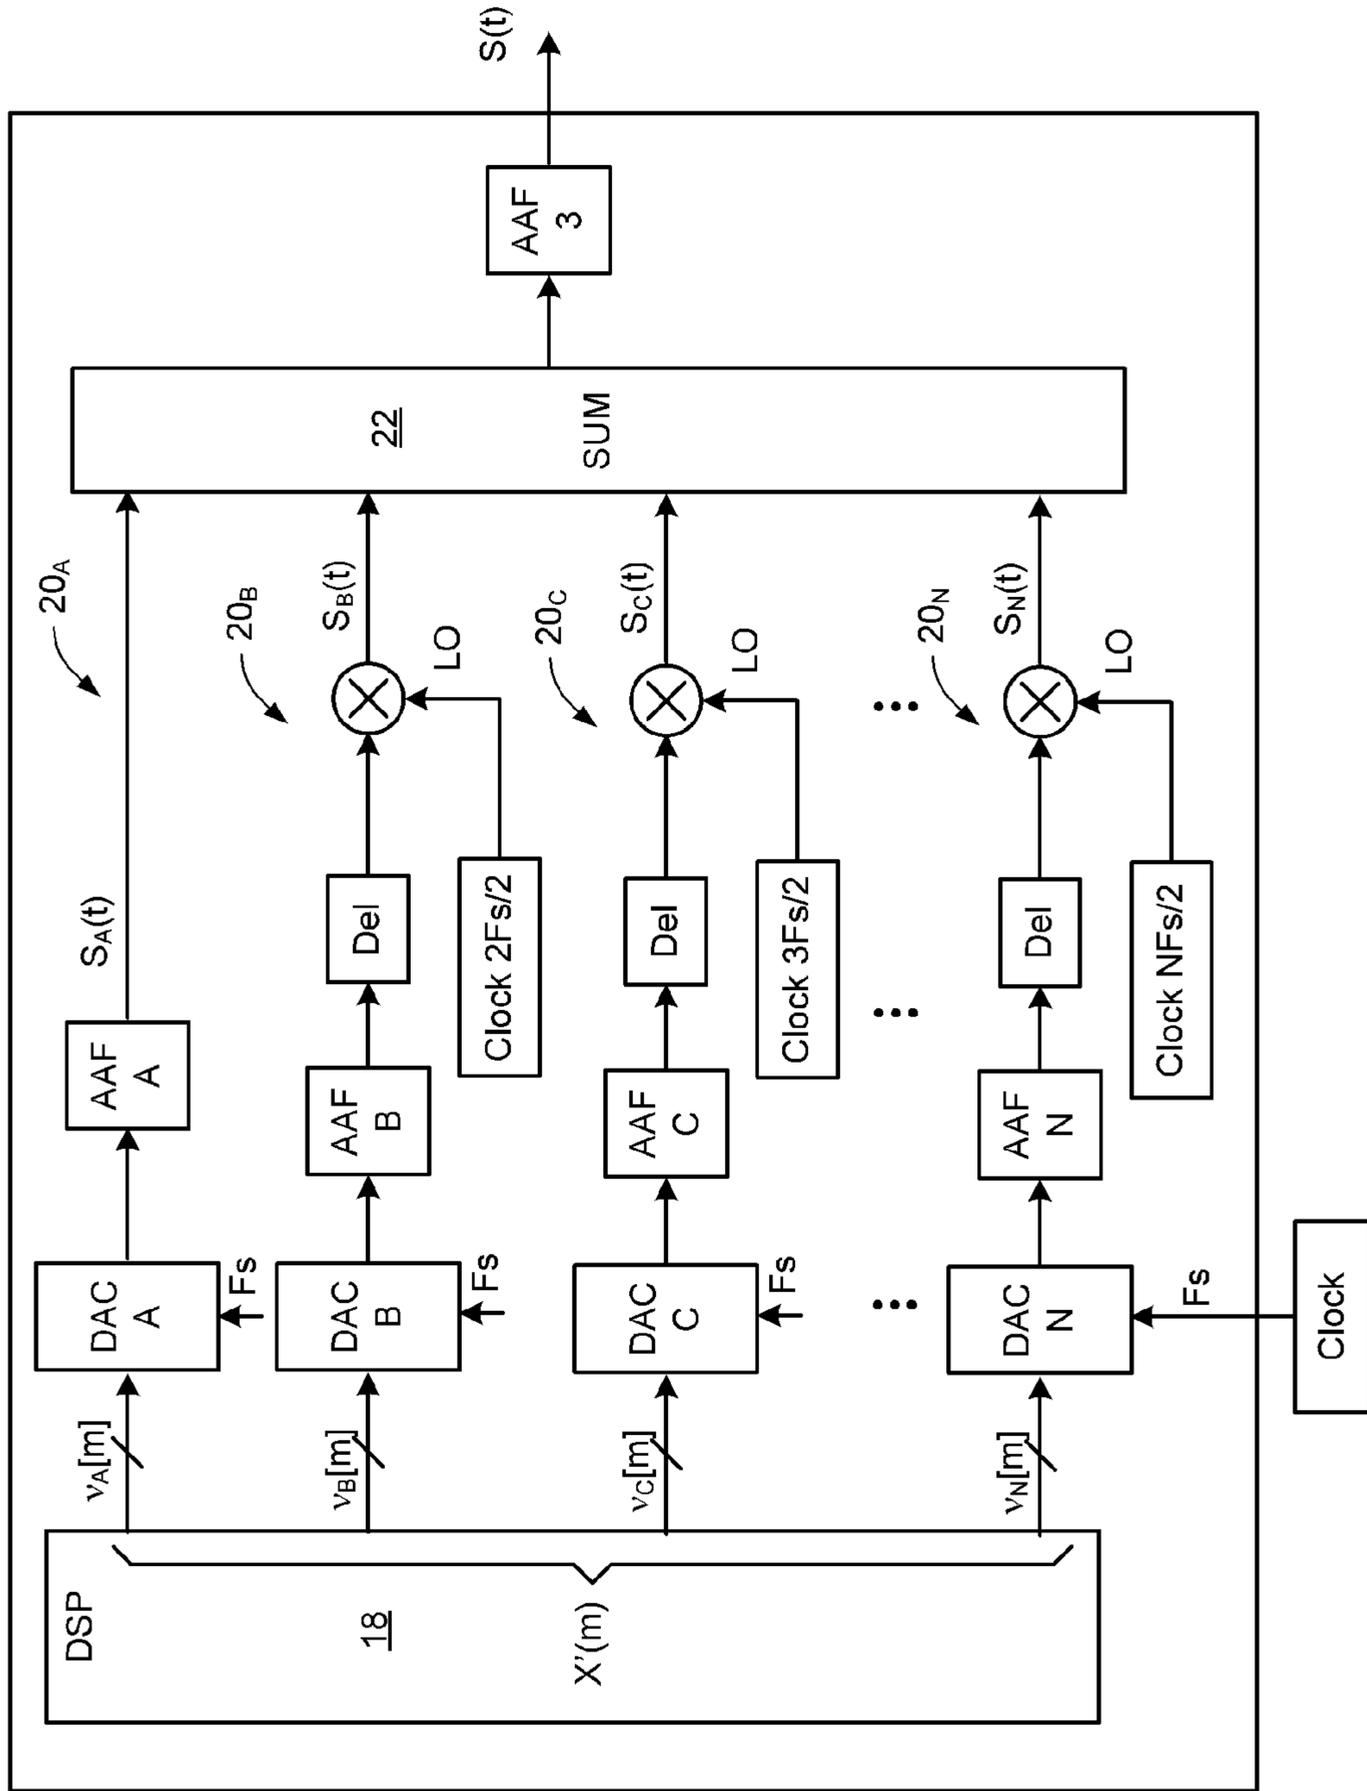 DSP
18
X'(m)
νA[m]
DAC
A
Fs
AAF
A
SA(t)
20A
νB[m]
DAC
B
Fs
AAF
B
Del
Clock 2Fs/2
LO
SB(t)
20B
νC[m]
DAC
C
Fs
AAF
C
Del
Clock 3Fs/2
LO
SC(t)
20C
...
...
...
νN[m]
DAC
N
Fs
Clock
AAF
N
Del
Clock NFs/2
LO
SN(t)
20N
22
SUM
AAF
3
S(t)